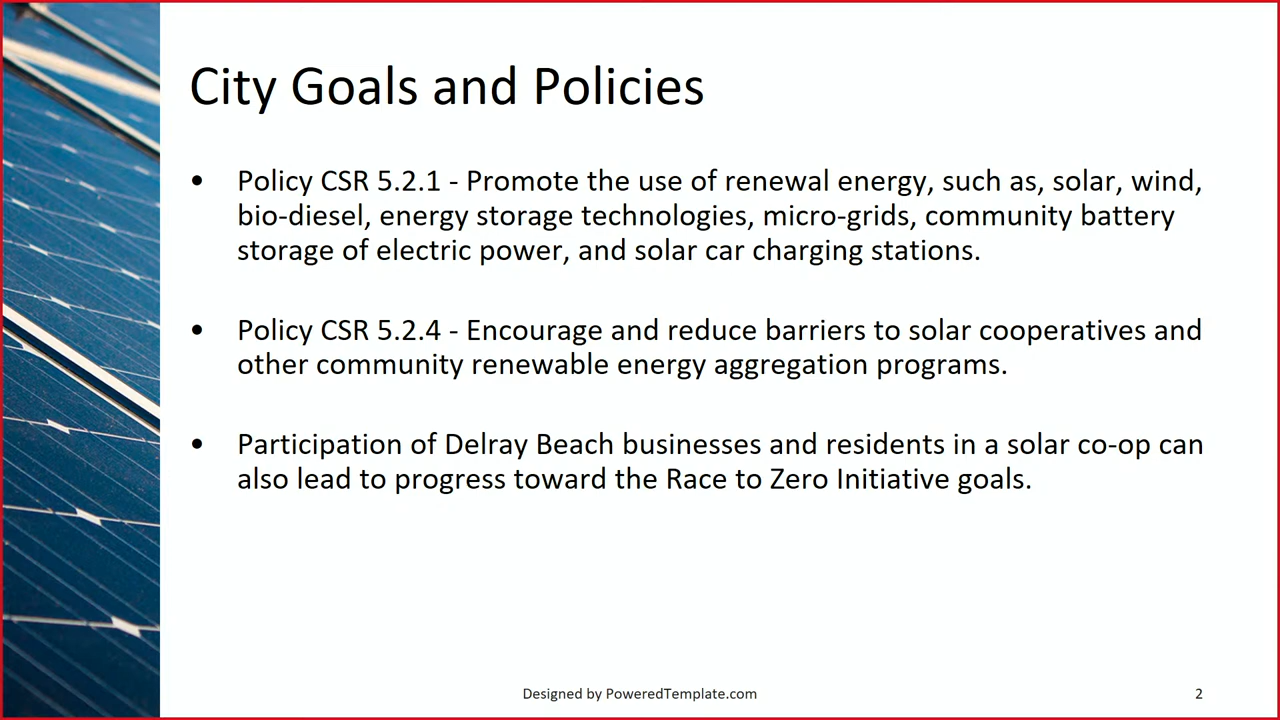 City Goals and Policies
• Policy CSR 5.2.1 - Promote the use of renewal energy, such as, solar, wind,
bio-diesel, energy storage technologies, micro-grids, community battery
storage of electric power, and solar car charging stations.
• Policy CSR 5.2.4 - Encourage and reduce barriers to solar cooperatives and
other community renewable energy aggregation programs.
• Participation of Delray Beach businesses and residents in a solar co-op can
also lead to progress toward the Race to Zero Initiative goals.
Designed by PoweredTemplate.com
2